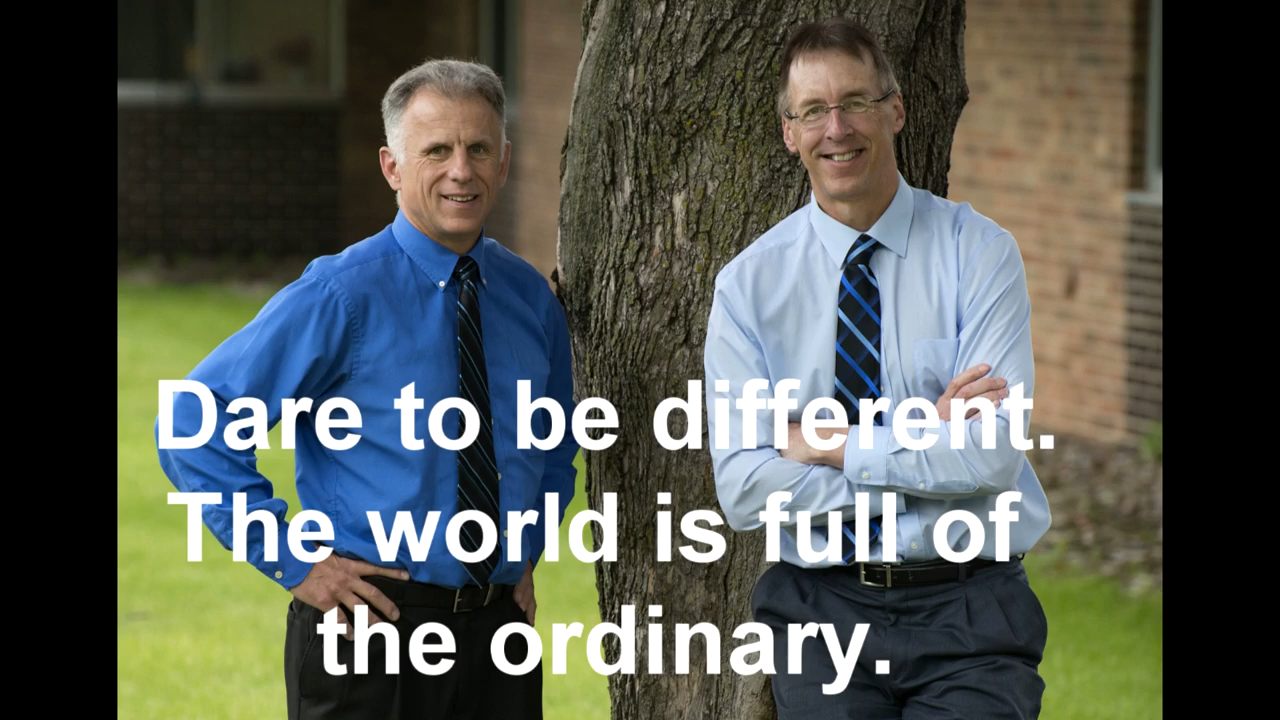 Dare to be different.
The world is full of
the ordinary.